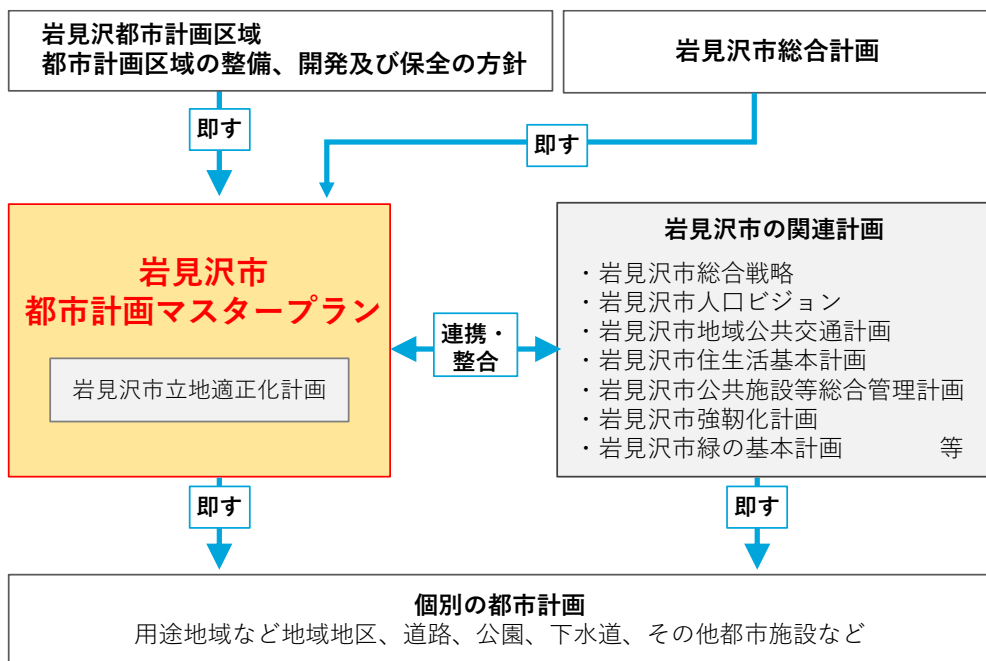 岩見沢都市計画区域
都市計画区域の整備、開発及び保全の方針
岩見沢市総合計画
即す
即す
岩見沢市
都市計画マスタープラン
岩見沢市立地適正化計画
連携・
整合
岩見沢市の関連計画
・岩見沢市総合戦略
・岩見沢市人口ビジョン
・岩見沢市地域公共交通計画
・岩見沢市住生活基本計画
・岩見沢市公共施設等総合管理計画
・岩見沢市強靭化計画
・岩見沢市緑の基本計画　　　　等
即す
即す
個別の都市計画
用途地域など地域地区、道路、公園、下水道、その他都市施設など